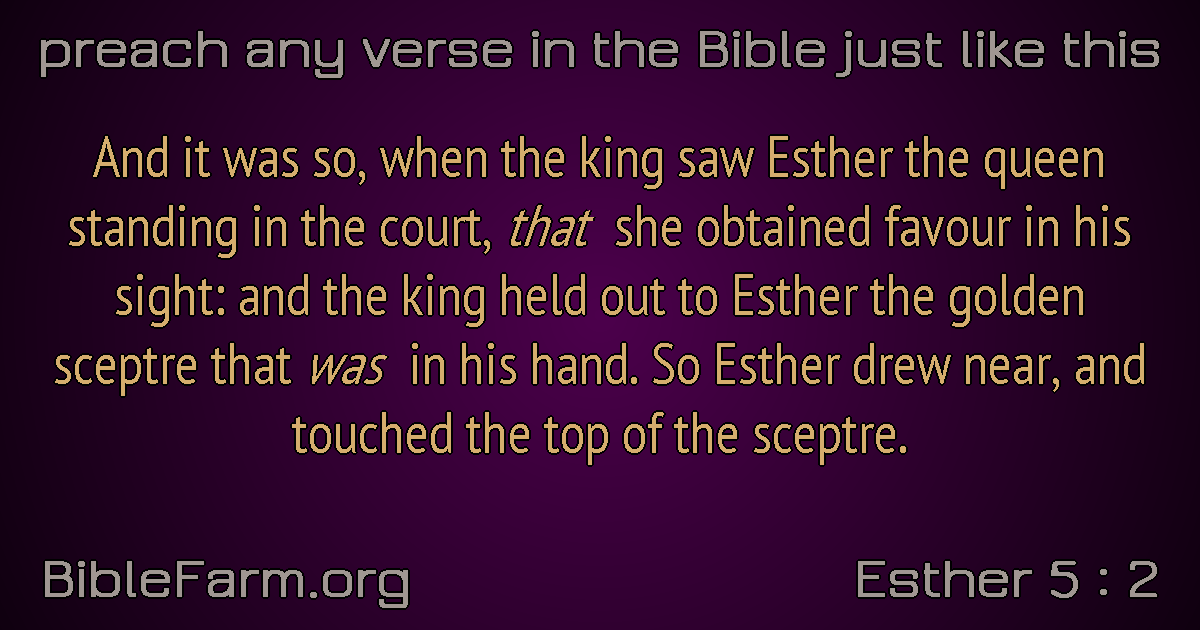 preach any verse in the Bible just like this
And it was so, when the king saw Esther the queen
standing in the court, that she obtained favour in his
sight: and the king held out to Esther the golden
sceptre that was in his hand. So Esther drew near, and
touched the top of the sceptre.
BibleFarm.org
Esther 5 : 2